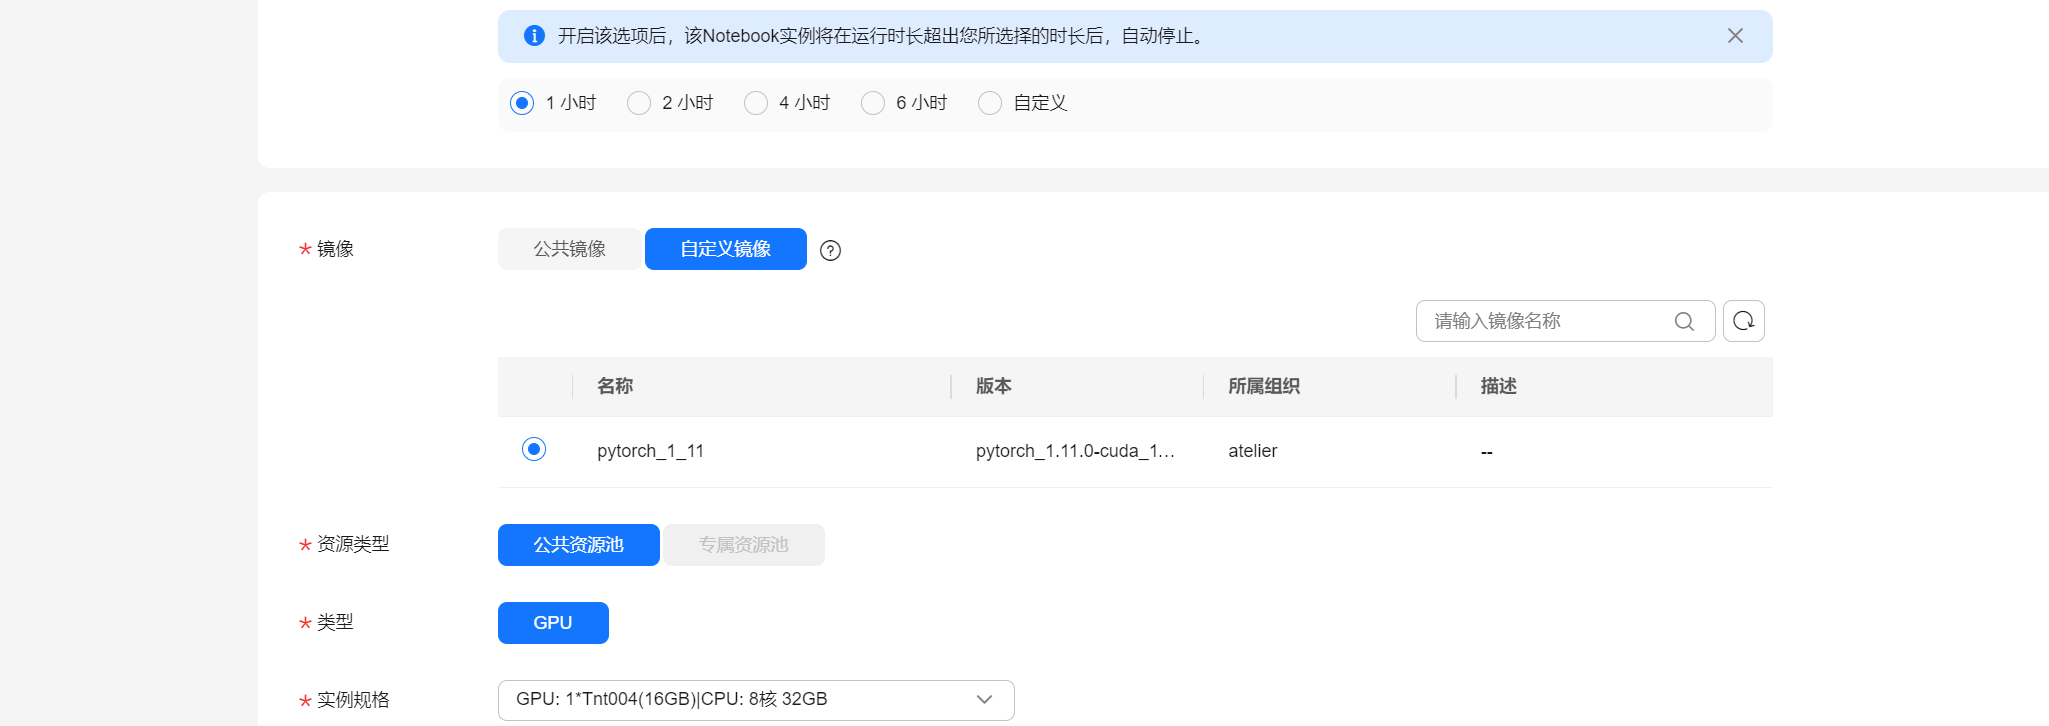 开启该选项后，该Notebook实例将在运行时长超出您所选择的时长后，自动停止。
1 小时 2 小时 4 小时 6 小时 自定义
* 镜像 公共镜像 自定义镜像
请输入镜像名称
名称 版本 所属组织 描述
pytorch_1_11 pytorch_1.11.0-cuda_1... atelier --
* 资源类型 公共资源池 专属资源池
* 类型 GPU
* 实例规格 GPU: 1*Tnt004(16GB)|CPU: 8核 32GB